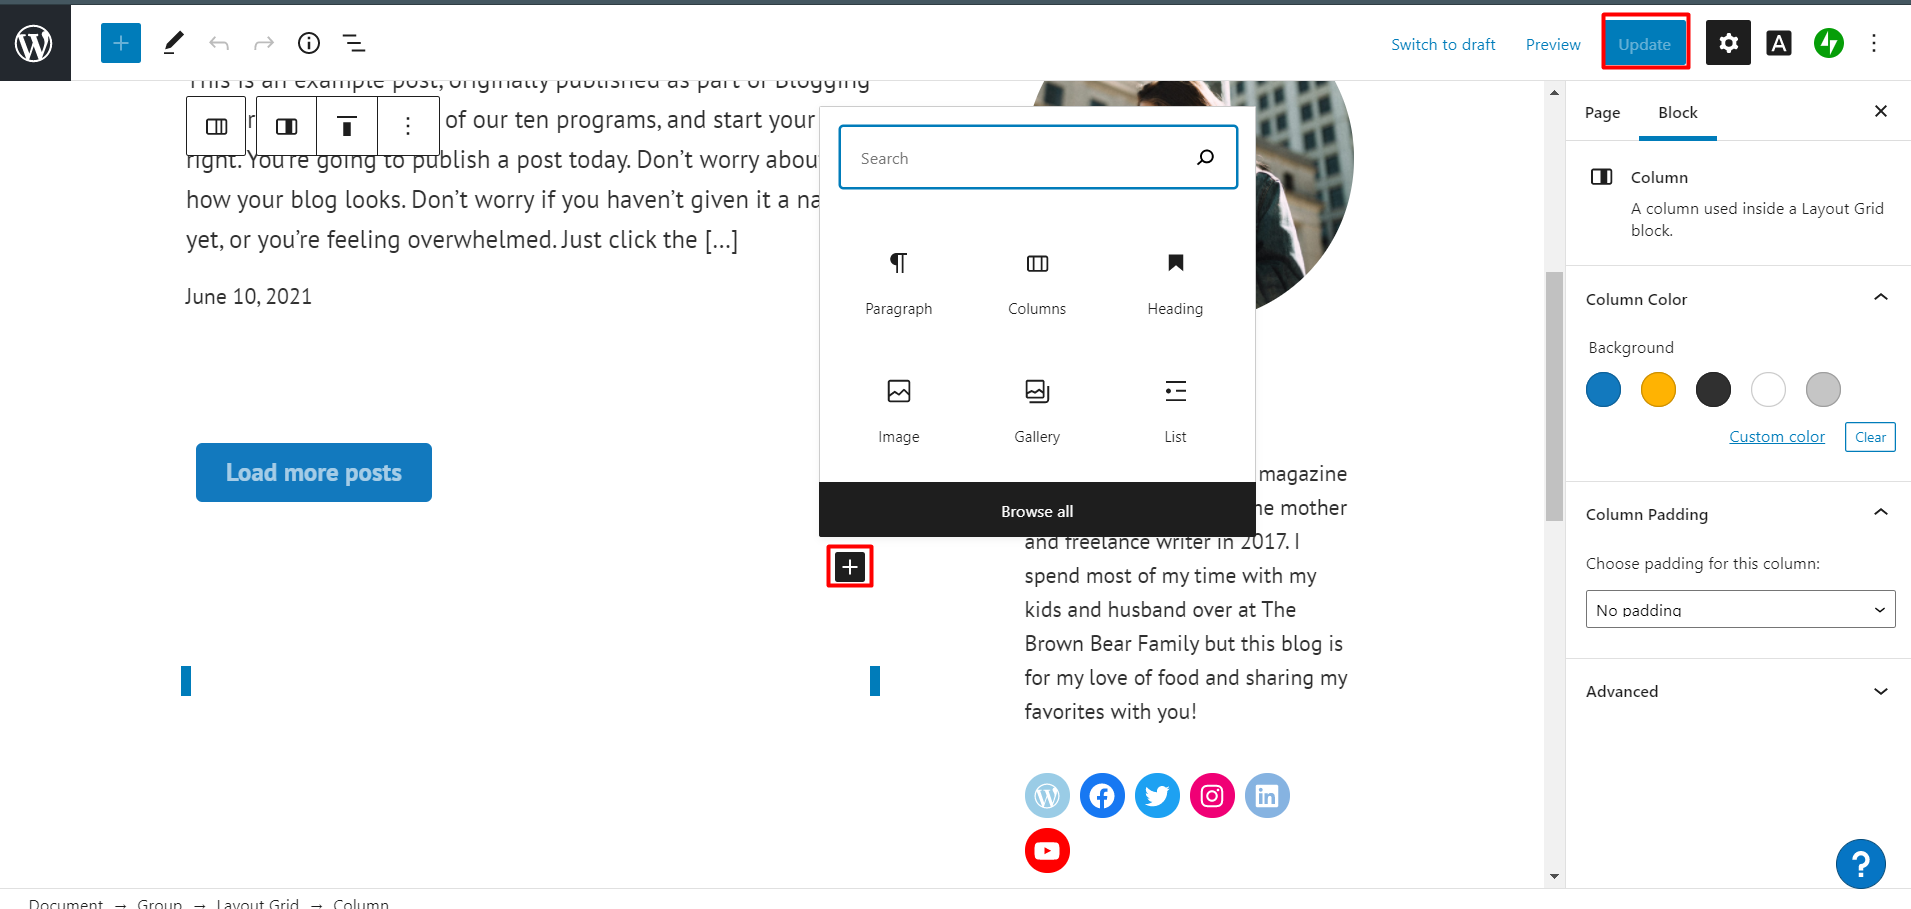 Switch to draft
Preview
Update
This is an example post, originally published as part of Blogging
of our ten programs, and start your
right. You're going to publish a post today. Don't worry abou
how your blog looks. Don't worry if you haven't given it a na
yet, or you're feeling overwhelmed. Just click the […]
June 10, 2021
Load more posts
Search
Paragraph
Columns
Heading
Image
Gallery
List
Browse all
magazine
he mother
and freelance writer in 2017. I
spend most of my time with my
kids and husband over at The
Brown Bear Family but this blog is
for my love of food and sharing my
favorites with you!
Page
Block
Column
A column used inside a Layout Grid
block.
Column Color
Background
Custom color
Clear
Column Padding
Choose padding for this column:
No padding
Advanced
Document → Group → Layout Grid → Column